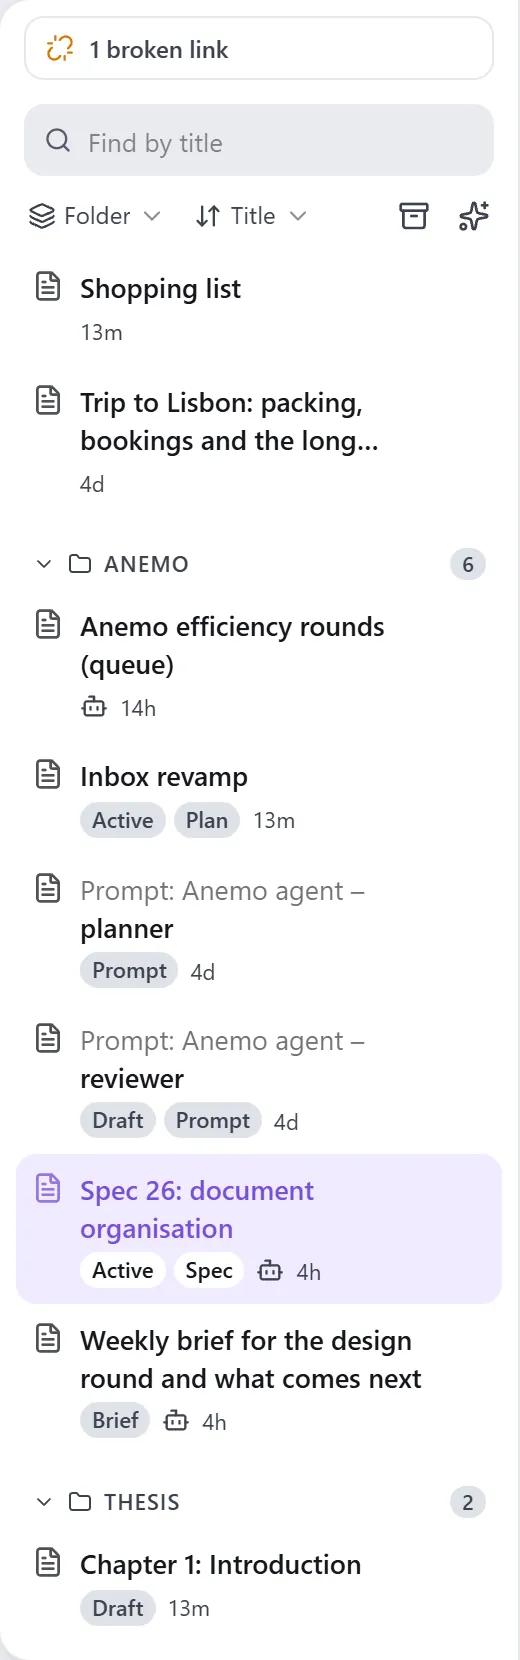 1 broken link
Find by title
Folder Title
Shopping list
13m
Trip to Lisbon: packing,
bookings and the long...
4d
ANEMO 6
Anemo efficiency rounds
(queue)
14h
Inbox revamp
Active Plan 13m
Prompt: Anemo agent –
planner
Prompt 4d
Prompt: Anemo agent –
reviewer
Draft Prompt 4d
Spec 26: document
organisation
Active Spec 4h
Weekly brief for the design
round and what comes next
Brief 4h
THESIS 2
Chapter 1: Introduction
Draft 13m